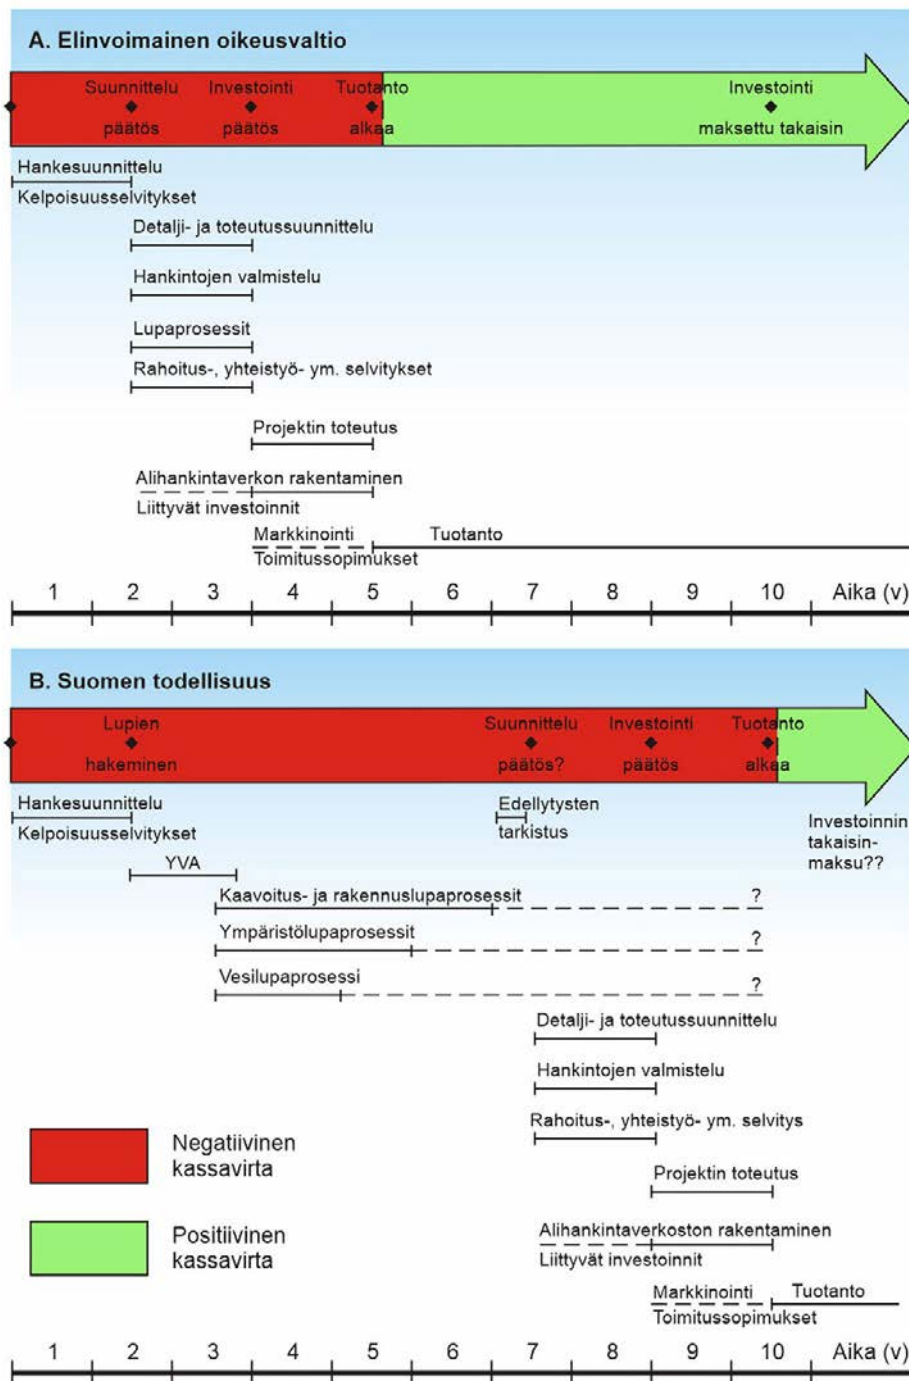 A. Elinvoimainen oikeusvaltio
Suunnittelu
päätös
Investointi
päätös
Tuotanto
alkaa
Investointi
maksettu takaisin
Hankesuunnittelu
Kelpoisuusselvitykset
Detalji- ja toteutussuunnittelu
Hankintojen valmistelu
Lupaprosessit
Rahoitus-, yhteistyö- ym. selvitykset
Projektin toteutus
Alihankintaverkon rakentaminen
Liittyvät investoinnit
Markkinointi
Toimitussopimukset
Tuotanto
1 2 3 4 5 6 7 8 9 10 Aika (v)
B. Suomen todellisuus
Lupien
hakeminen
Suunnittelu
päätös?
Investointi
päätös
Tuotanto
alkaa
Hankesuunnittelu
Kelpoisuusselvitykset
Edellytysten
tarkistus
Investoinnin
takaisin-
maksu??
YVA
Kaavoitus- ja rakennuslupaprosessit ?
Ympäristölupaprosessit ?
Vesilupaprosessi ?
Detalji- ja toteutussuunnittelu
Hankintojen valmistelu
Rahoitus-, yhteistyö- ym. selvitys
Projektin toteutus
Alihankintaverkoston rakentaminen
Liittyvät investoinnit
Markkinointi
Toimitussopimukset
Tuotanto
Negatiivinen
kassavirta
Positiivinen
kassavirta
1 2 3 4 5 6 7 8 9 10 Aika (v)